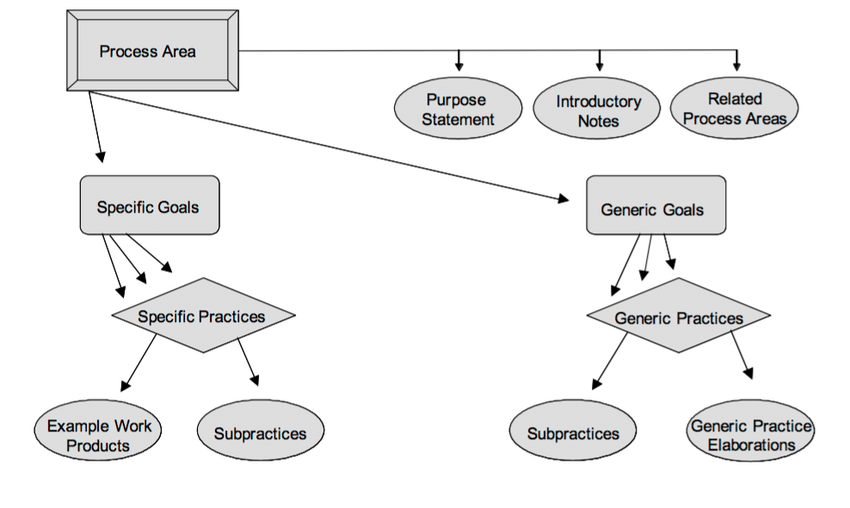 Process Area
Purpose
Statement
Introductory
Notes
Related
Process Areas
Specific Goals
Generic Goals
Specific Practices
Generic Practices
Example Work
Products
Subpractices
Subpractices
Generic Practice
Elaborations